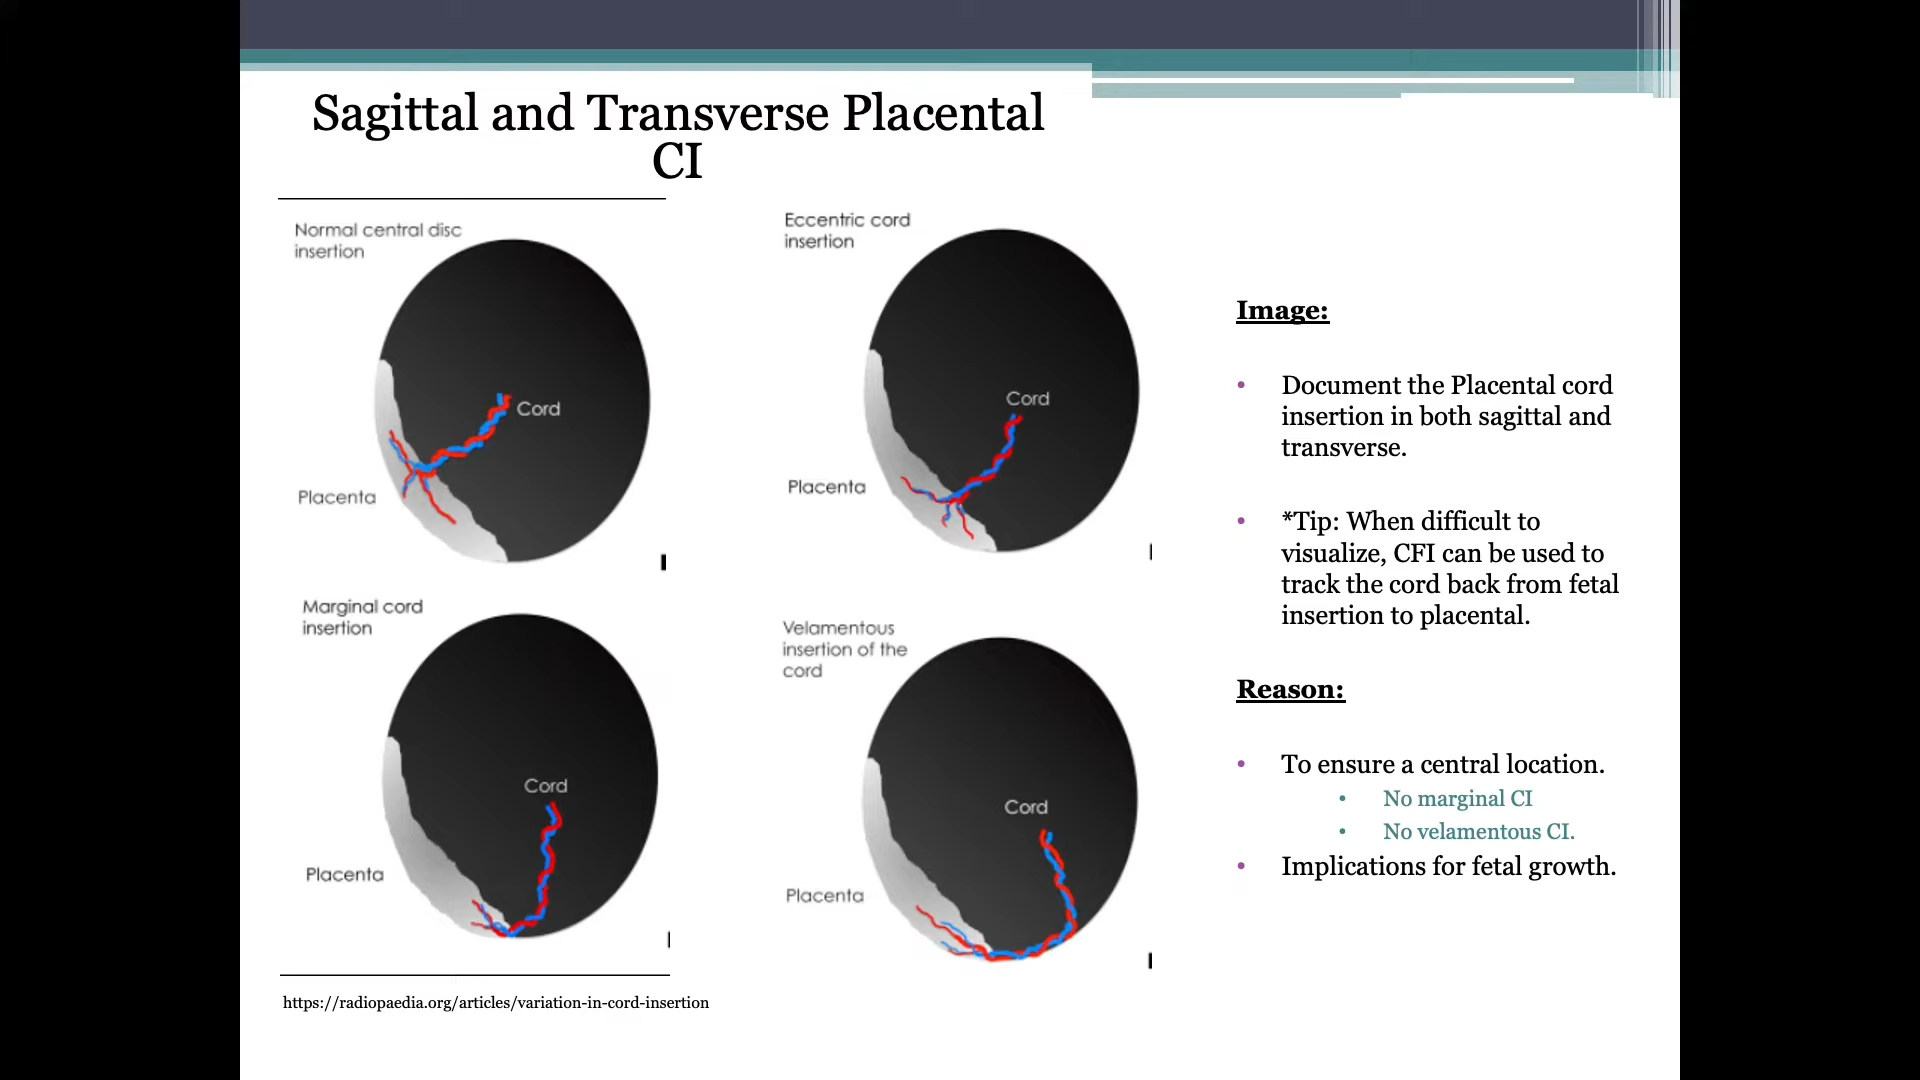 Sagittal and Transverse Placental
CI
Normal central disc
insertion
Cord
Placenta
Eccentric cord
insertion
Cord
Placenta
Marginal cord
insertion
Cord
Placenta
Velamentous
insertion of the
cord
Cord
Placenta
https://radiopaedia.org/articles/variation-in-cord-insertion
Image:
• Document the Placental cord
insertion in both sagittal and
transverse.
• *Tip: When difficult to
visualize, CFI can be used to
track the cord back from fetal
insertion to placental.
Reason:
• To ensure a central location.
• No marginal CI
• No velamentous CI.
• Implications for fetal growth.